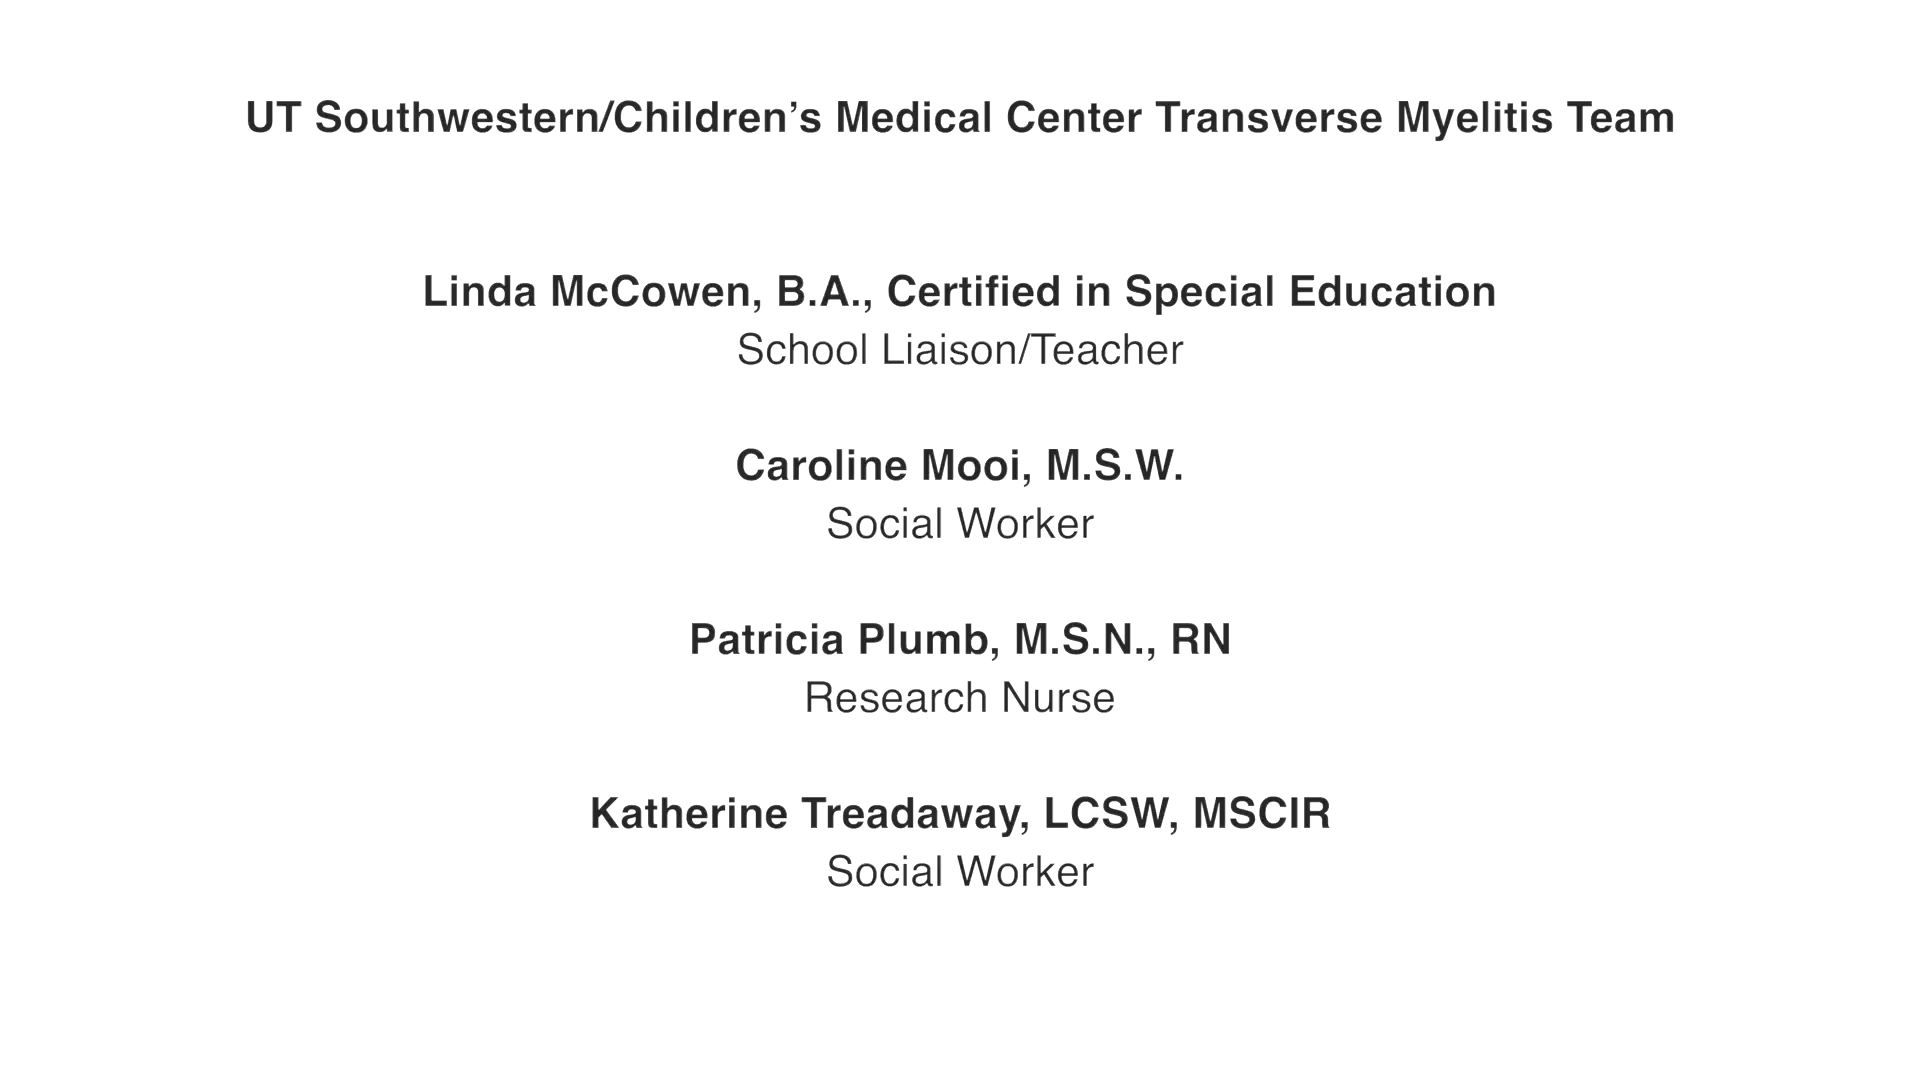 UT Southwestern/Children’s Medical Center Transverse Myelitis Team
Linda McCowen, B.A., Certified in Special Education
School Liaison/Teacher
Caroline Mooi, M.S.W.
Social Worker
Patricia Plumb, M.S.N., RN
Research Nurse
Katherine Treadaway, LCSW, MSCIR
Social Worker